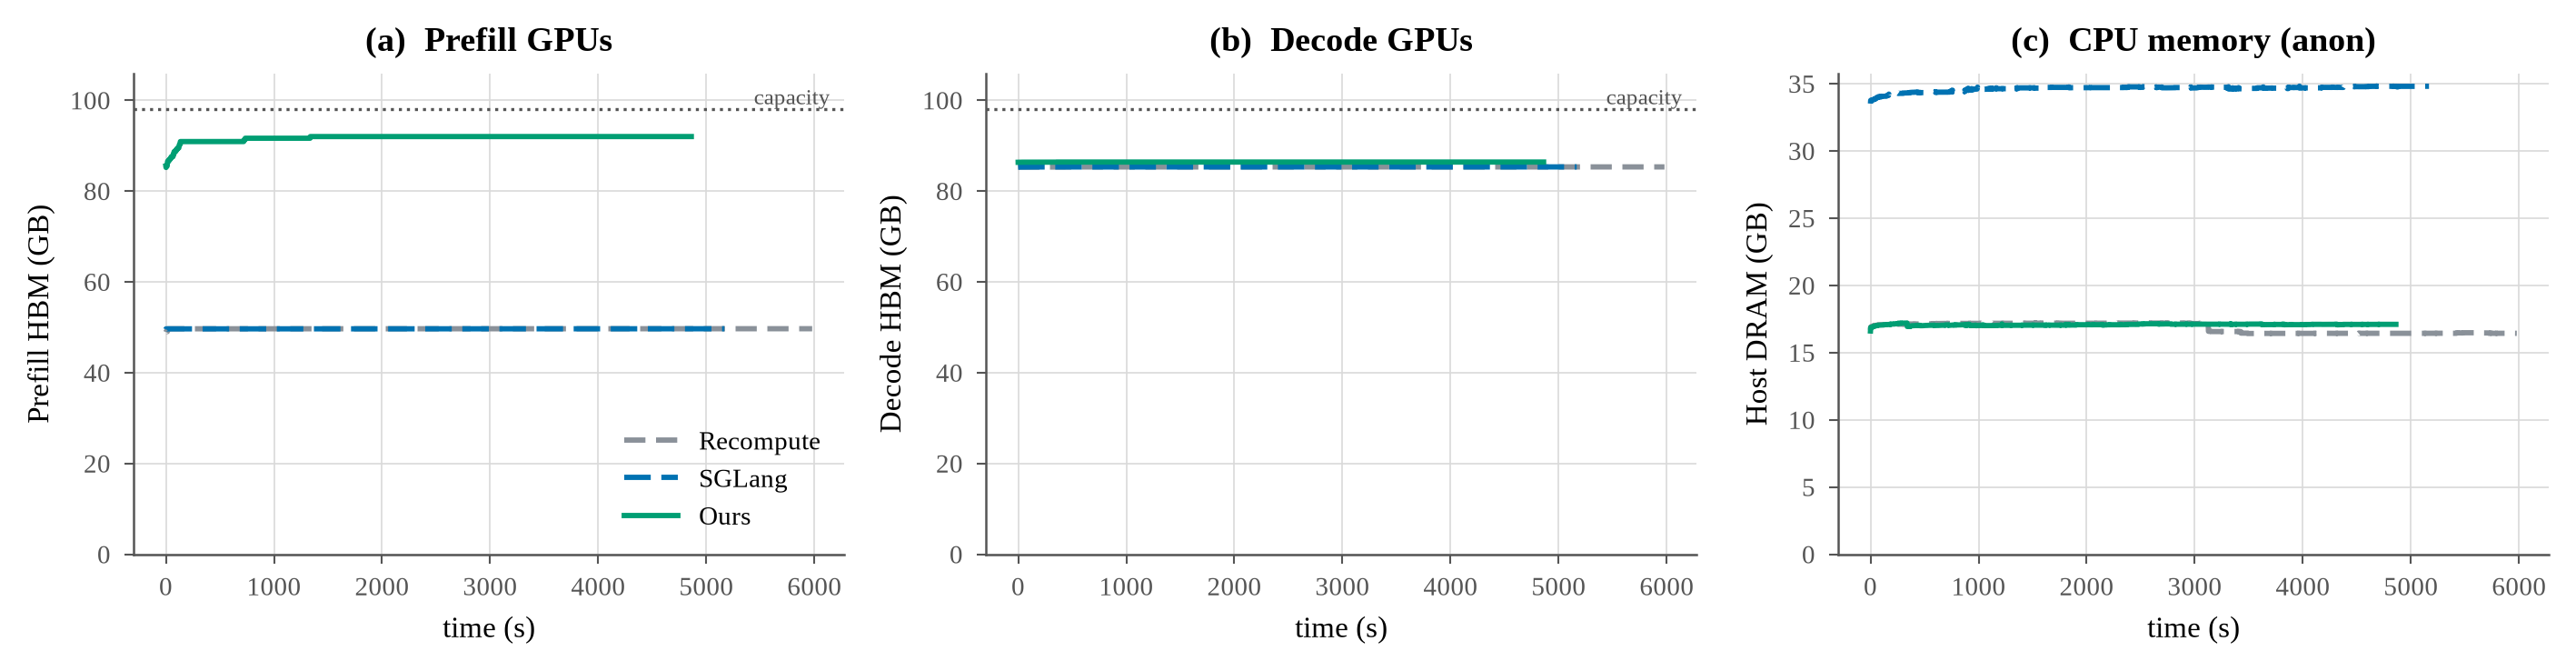 (a) Prefill GPUs
Prefill HBM (GB)
100
80
60
40
20
0
capacity
Recompute
SGLang
Ours
0 1000 2000 3000 4000 5000 6000
time (s)
(b) Decode GPUs
Decode HBM (GB)
100
80
60
40
20
0
capacity
0 1000 2000 3000 4000 5000 6000
time (s)
(c) CPU memory (anon)
Host DRAM (GB)
35
30
25
20
15
10
5
0
0 1000 2000 3000 4000 5000 6000
time (s)